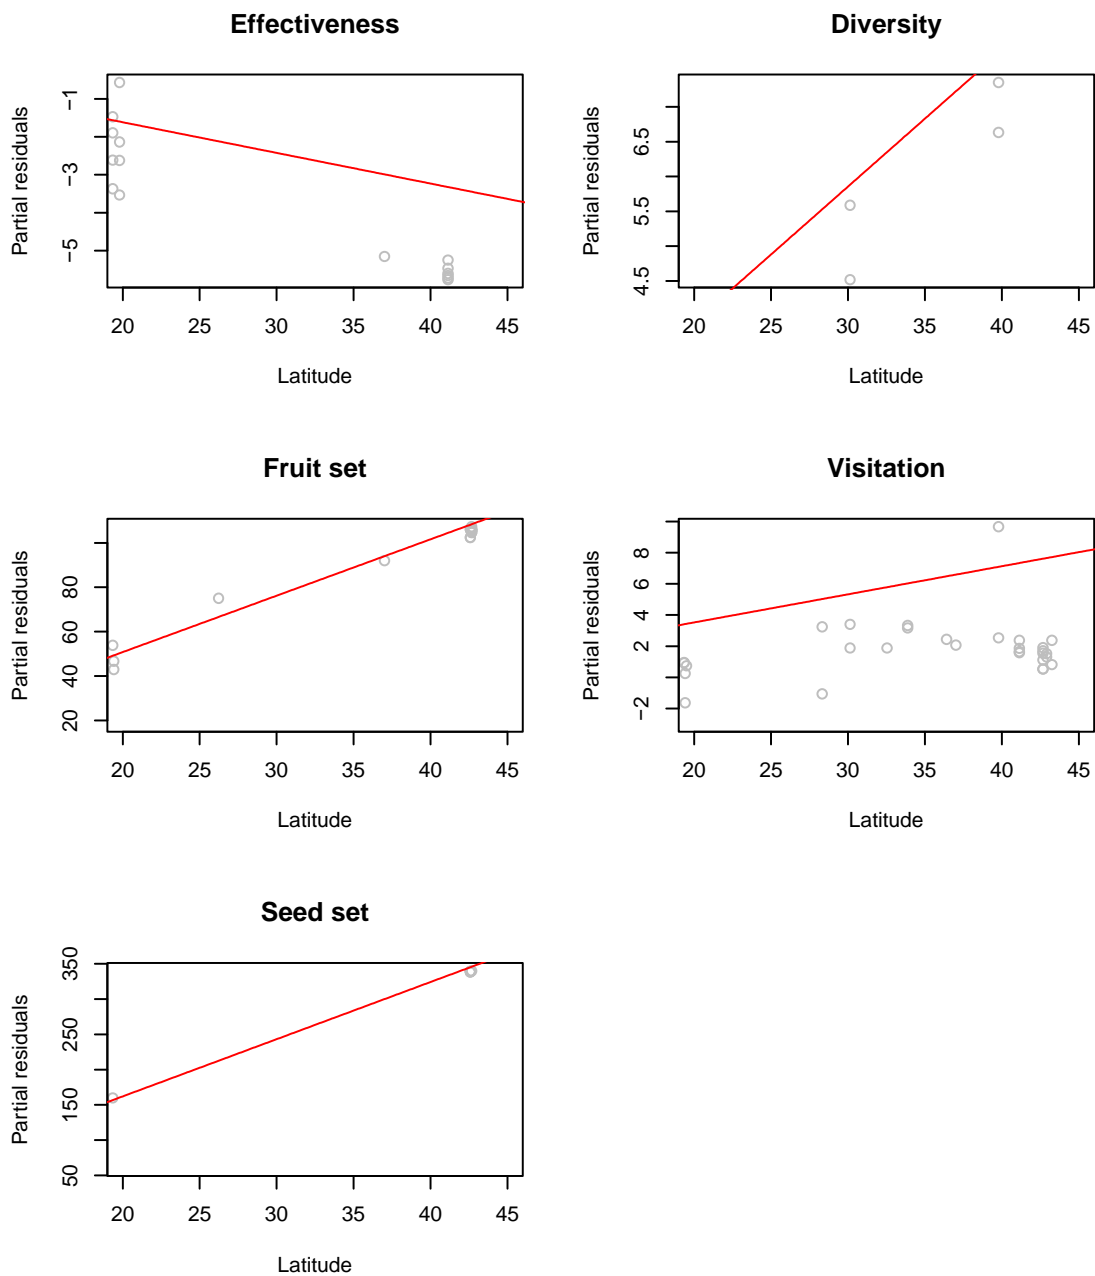 Effectiveness
Partial residuals
−1
−3
−5
20 25 30 35 40 45
Latitude
Diversity
Partial residuals
6.5
5.5
4.5
20 25 30 35 40 45
Latitude
Fruit set
Partial residuals
80
60
40
20
20 25 30 35 40 45
Latitude
Visitation
Partial residuals
8
6
4
2
−2
20 25 30 35 40 45
Latitude
Seed set
Partial residuals
350
250
150
50
20 25 30 35 40 45
Latitude